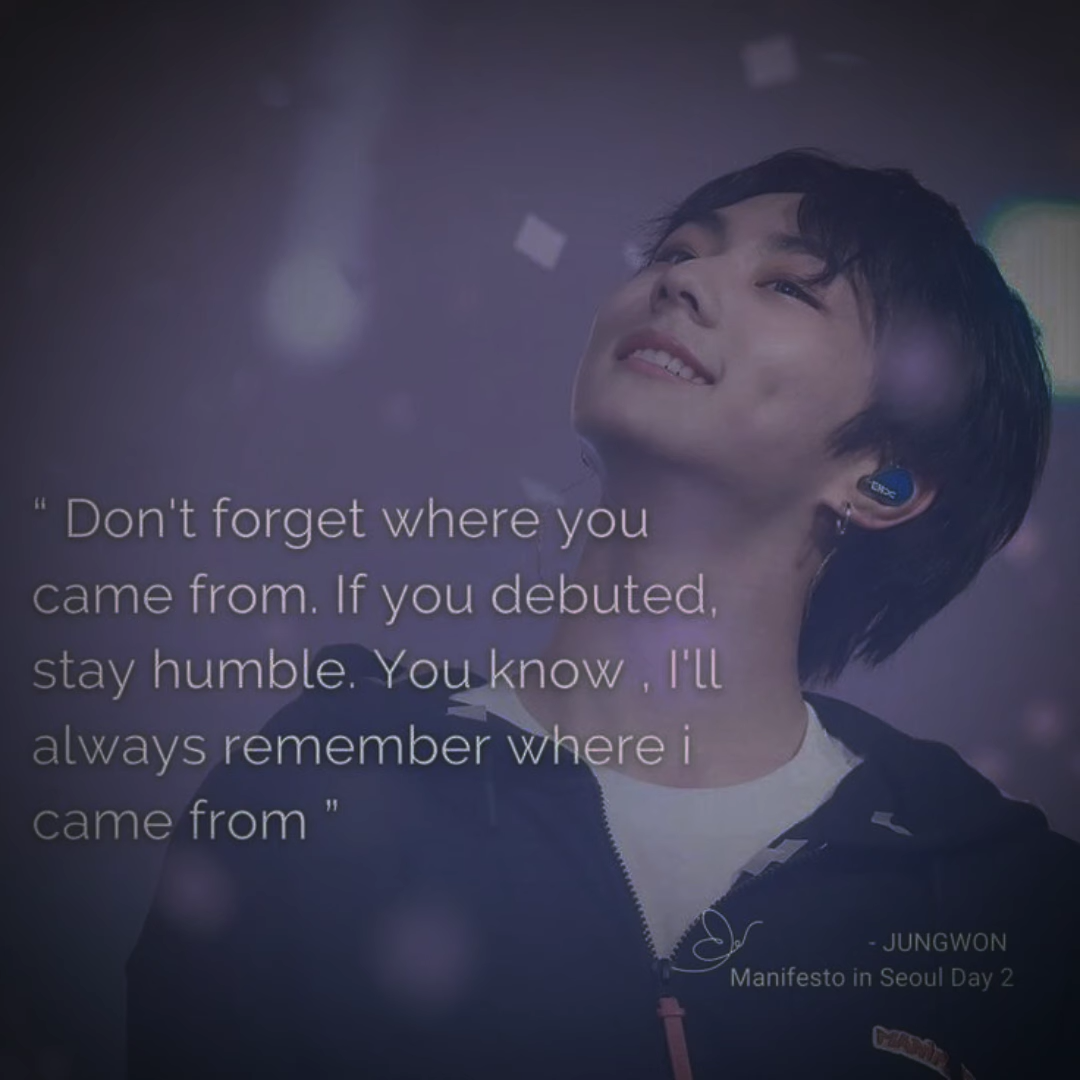 “ Don't forget where you
came from. If you debuted,
stay humble. You know , I'll
always remember where i
came from ”
- JUNGWON
Manifesto in Seoul Day 2